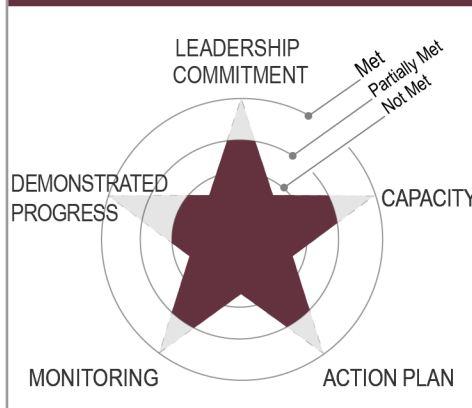 LEADERSHIP
COMMITMENT
Met
Partially Met
Not Met
DEMONSTRATED
PROGRESS
CAPACITY
MONITORING
ACTION PLAN